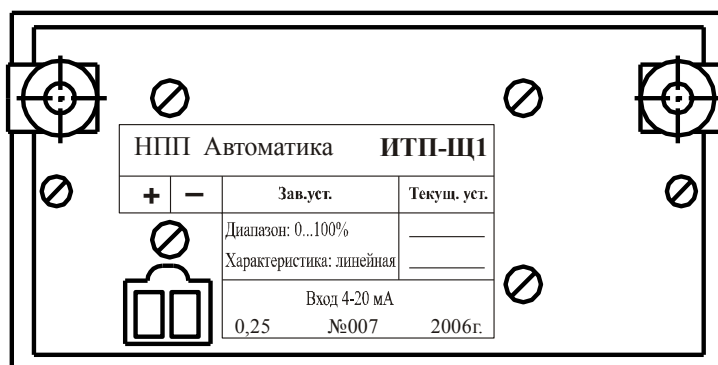 НПП Автоматика ИТП-Щ1
+ − Зав.уст. Текущ. уст.
Диапазон: 0...100%
Характеристика: линейная
Вход 4-20 мА
0,25 №007 2006г.